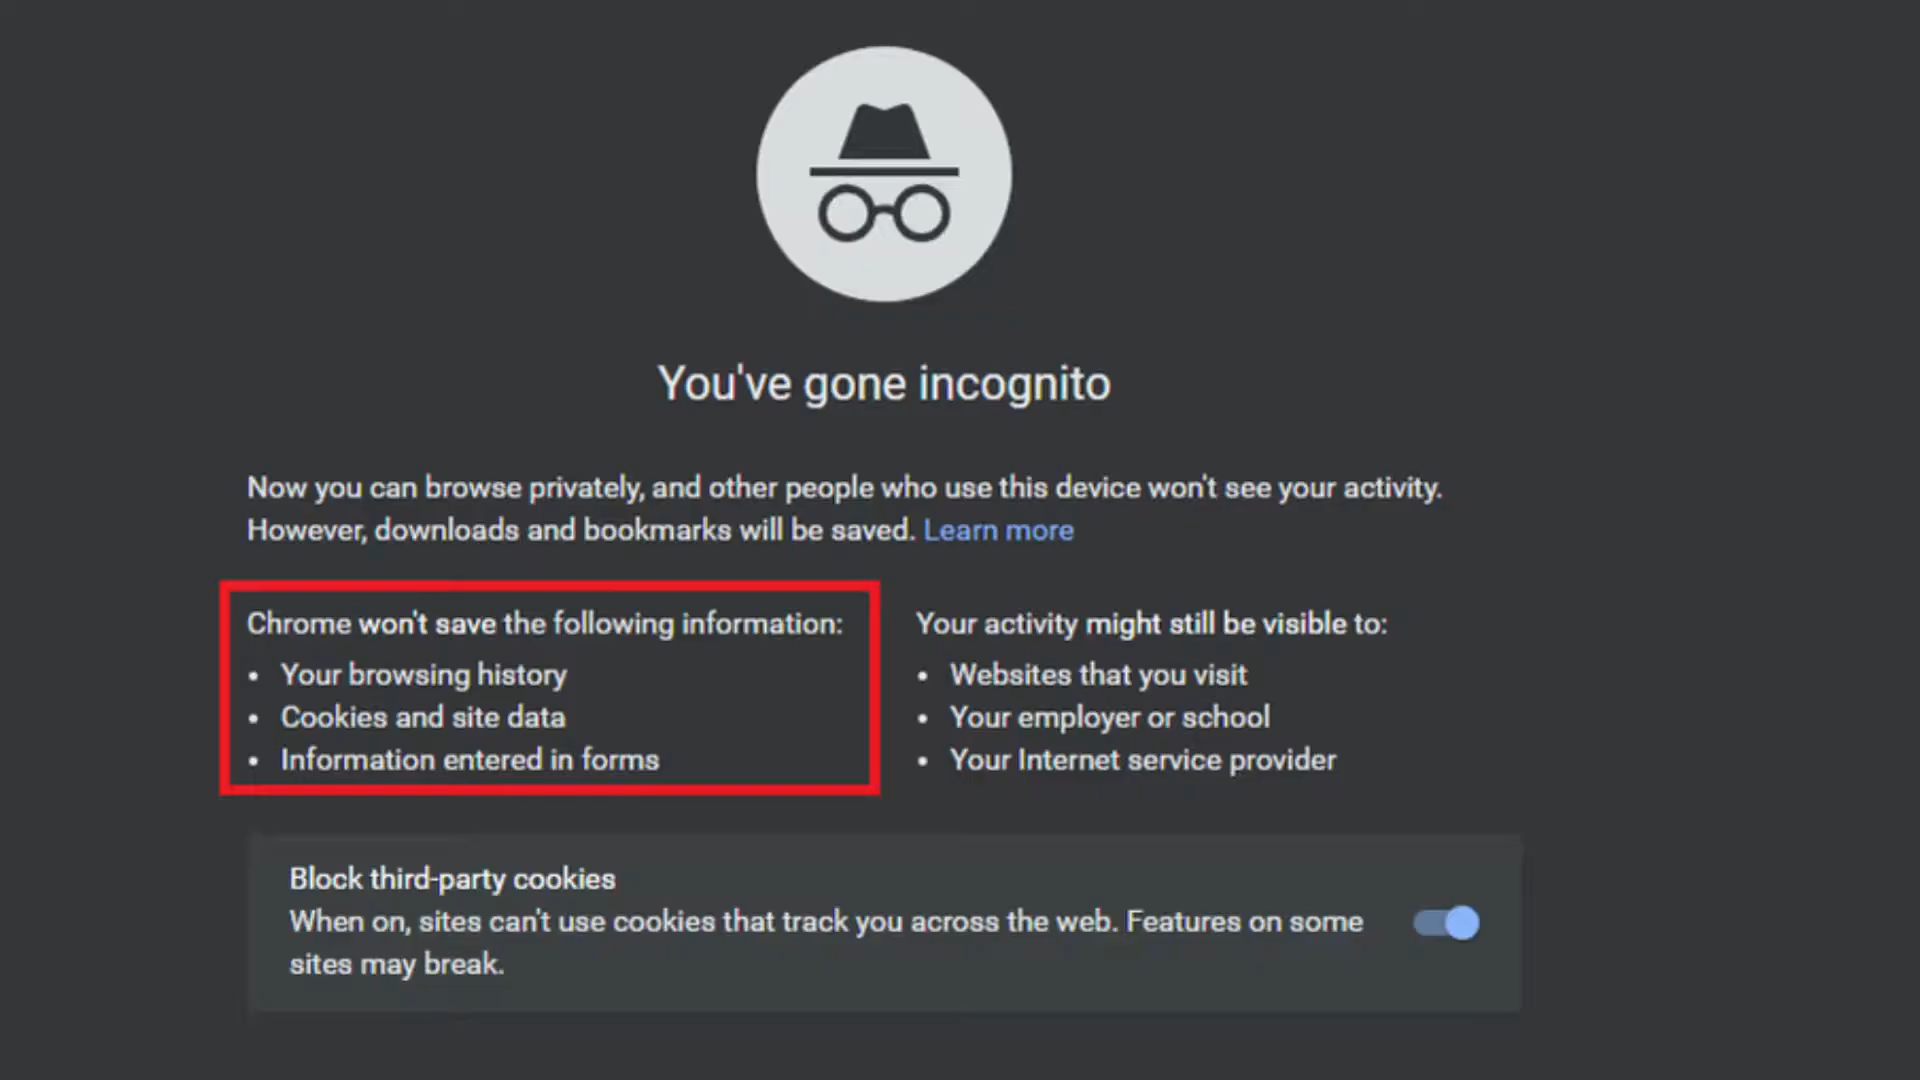 You've gone incognito
Now you can browse privately, and other people who use this device won't see your activity.
However, downloads and bookmarks will be saved. Learn more
Chrome won't save the following information:
• Your browsing history
• Cookies and site data
• Information entered in forms
Your activity might still be visible to:
• Websites that you visit
• Your employer or school
• Your Internet service provider
Block third-party cookies
When on, sites can't use cookies that track you across the web. Features on some
sites may break.